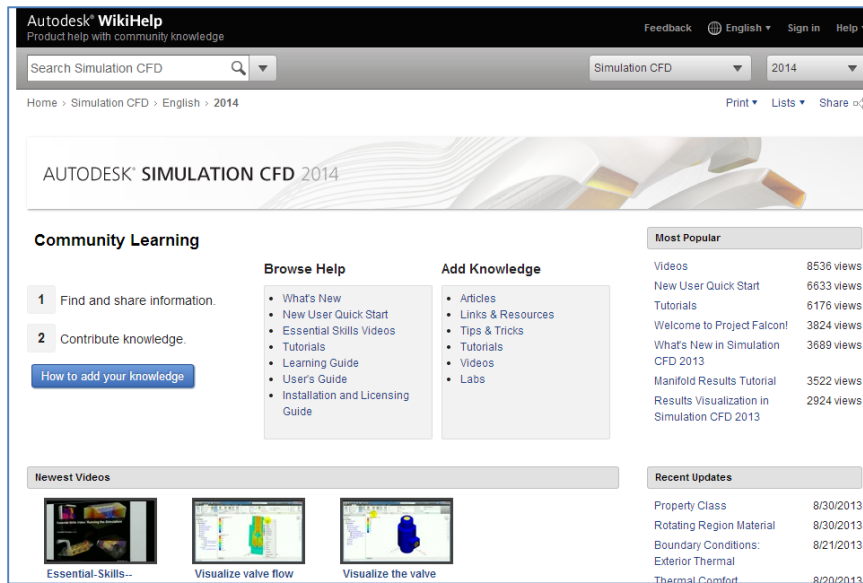 Autodesk® WikiHelp
Product help with community knowledge
Feedback English Sign in Help
Search Simulation CFD
Simulation CFD 2014
Home › Simulation CFD › English › 2014
Print Lists Share
AUTODESK® SIMULATION CFD 2014
Community Learning
1 Find and share information.
2 Contribute knowledge.
How to add your knowledge
Browse Help
• What's New
• New User Quick Start
• Essential Skills Videos
• Tutorials
• Learning Guide
• User's Guide
• Installation and Licensing
Guide
Add Knowledge
• Articles
• Links & Resources
• Tips & Tricks
• Tutorials
• Videos
• Labs
Most Popular
Videos 8536 views
New User Quick Start 6633 views
Tutorials 6176 views
Welcome to Project Falcon! 3824 views
What's New in Simulation 3689 views
CFD 2013
Manifold Results Tutorial 3522 views
Results Visualization in 2924 views
Simulation CFD 2013
Newest Videos
Essential-Skills--
Visualize valve flow
Visualize the valve
Recent Updates
Property Class 8/30/2013
Rotating Region Material 8/30/2013
Boundary Conditions: 8/21/2013
Exterior Thermal
Thermal Comfort 8/20/2013